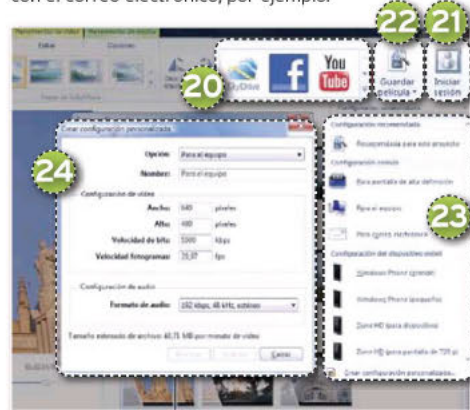 con el correo electrónico, por ejemplo.
22
21
Editar
Opciones
20
SkyDrive
f
You
Tube
Guardar
película
Iniciar
sesión
Configuración recomendada
Recomendada para este proyecto
Configuración común
Para pantalla de alta definición
Para el equipo
23
Para correo electrónico
Configuración del dispositivo móvil
Windows Phone (grande)
Windows Phone (pequeño)
Zune HD (para dispositivo)
Zune HD (para pantalla de 720 p)
Crear configuración personalizada...
Crear configuración personalizada
24
Opción: Para el equipo
Nombre: Para el equipo
Configuración de vídeo
Ancho: 640 píxeles
Alto: 480 píxeles
Velocidad de bits: kbps
Velocidad fotogramas: 29,97 fps
Configuración de audio
Formato de audio: 192 kbps, 48 kHz, estéreo
Tamaño estimado de archivo: MB por minuto de vídeo
Cerrar